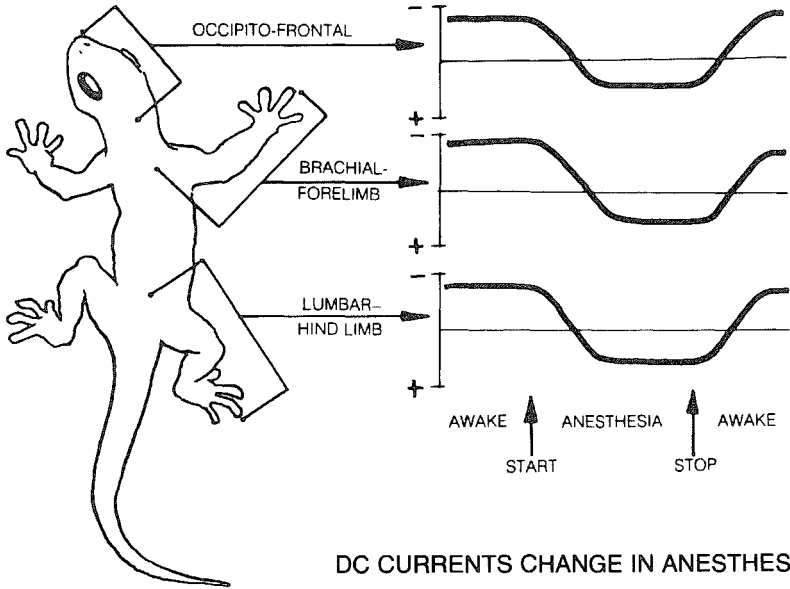 OCCIPITO-FRONTAL
−
+
BRACHIAL-
FORELIMB
−
+
LUMBAR-
HIND LIMB
−
+
AWAKE ANESTHESIA AWAKE
START STOP
DC CURRENTS CHANGE IN ANESTHES